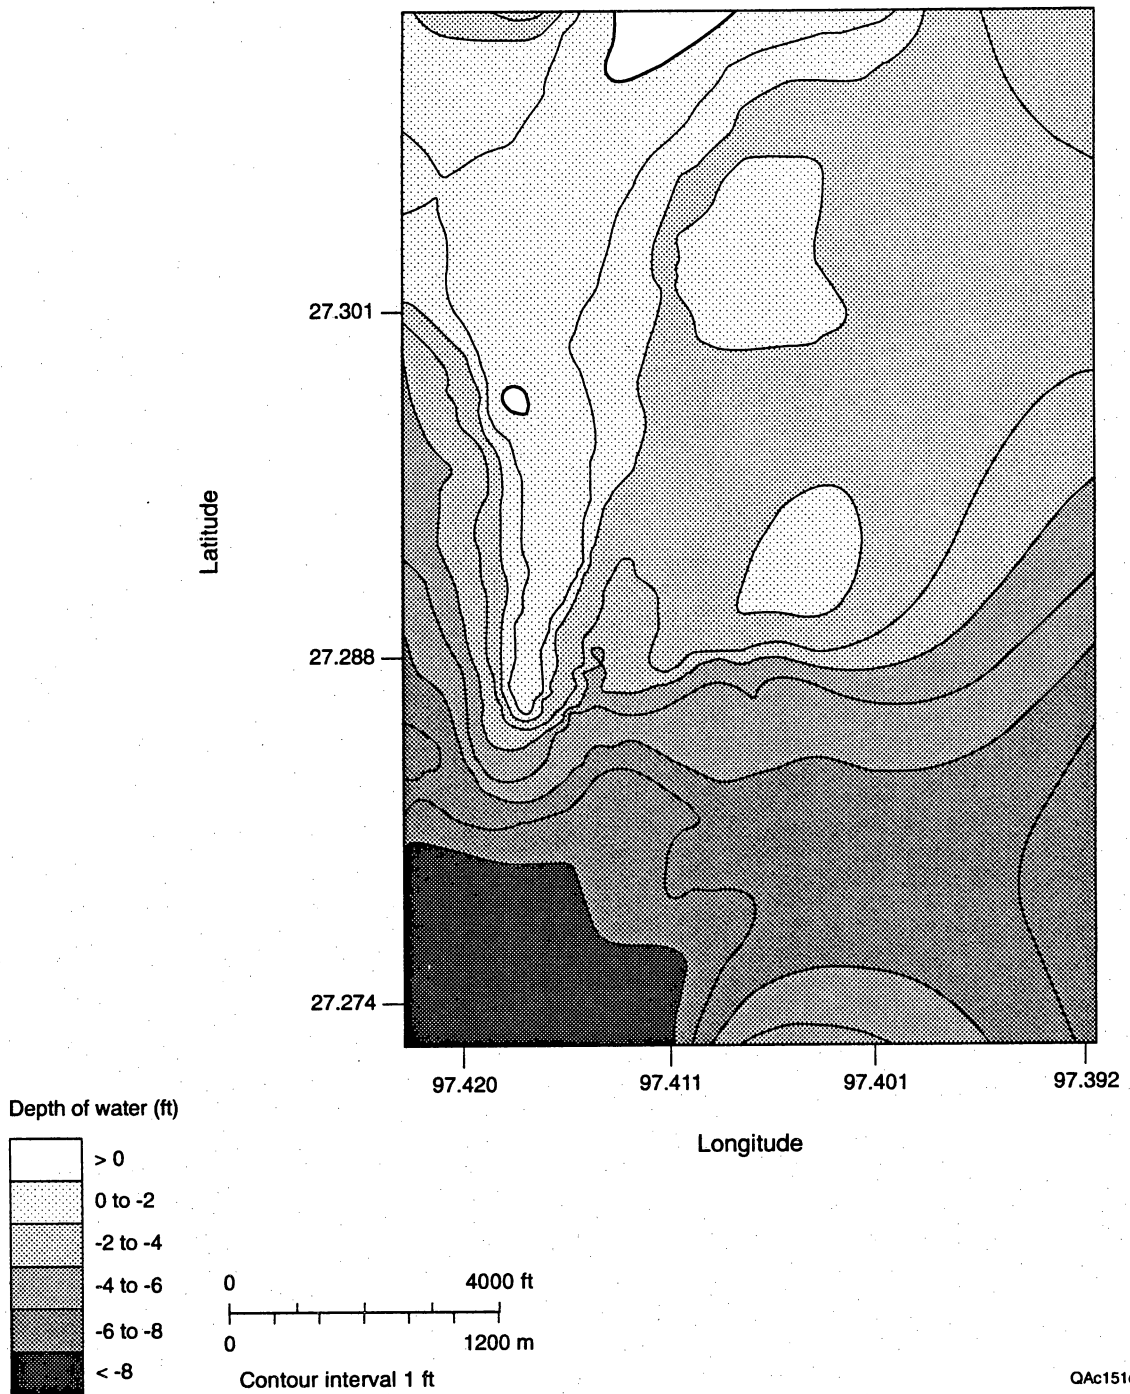 27.301
Latitude
27.288
27.274
97.420
97.411
97.401
97.392
Longitude
Depth of water (ft)
> 0
0 to -2
-2 to -4
-4 to -6
-6 to -8
< -8
0
4000 ft
0
1200 m
Contour interval 1 ft